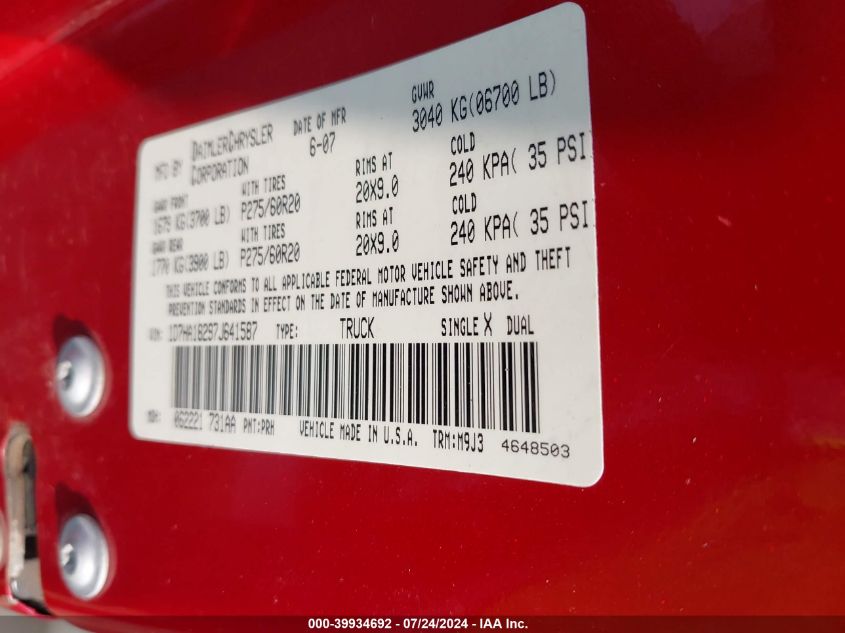 MFD BY DAIMLERCHRYSLER CORPORATION DATE OF MFR 6-07 GVWR 3040 KG(06700 LB)
GAWR FRONT WITH TIRES RIMS AT COLD
1679 KG(3700 LB) P275/60R20 20X9.0 240 KPA( 35 PSI)
GAWR REAR WITH TIRES RIMS AT COLD
1770 KG(3900 LB) P275/60R20 20X9.0 240 KPA( 35 PSI
THIS VEHICLE CONFORMS TO ALL APPLICABLE FEDERAL MOTOR VEHICLE SAFETY AND THEFT
PREVENTION STANDARDS IN EFFECT ON THE DATE OF MANUFACTURE SHOWN ABOVE.
VIN: 1D7HA18297J641587 TYPE: TRUCK SINGLE X DUAL
MDH: 062221 731AA PNT:PRH VEHICLE MADE IN U.S.A. TRM:M9J3 4648503
000-39934692 - 07/24/2024 - IAA Inc.